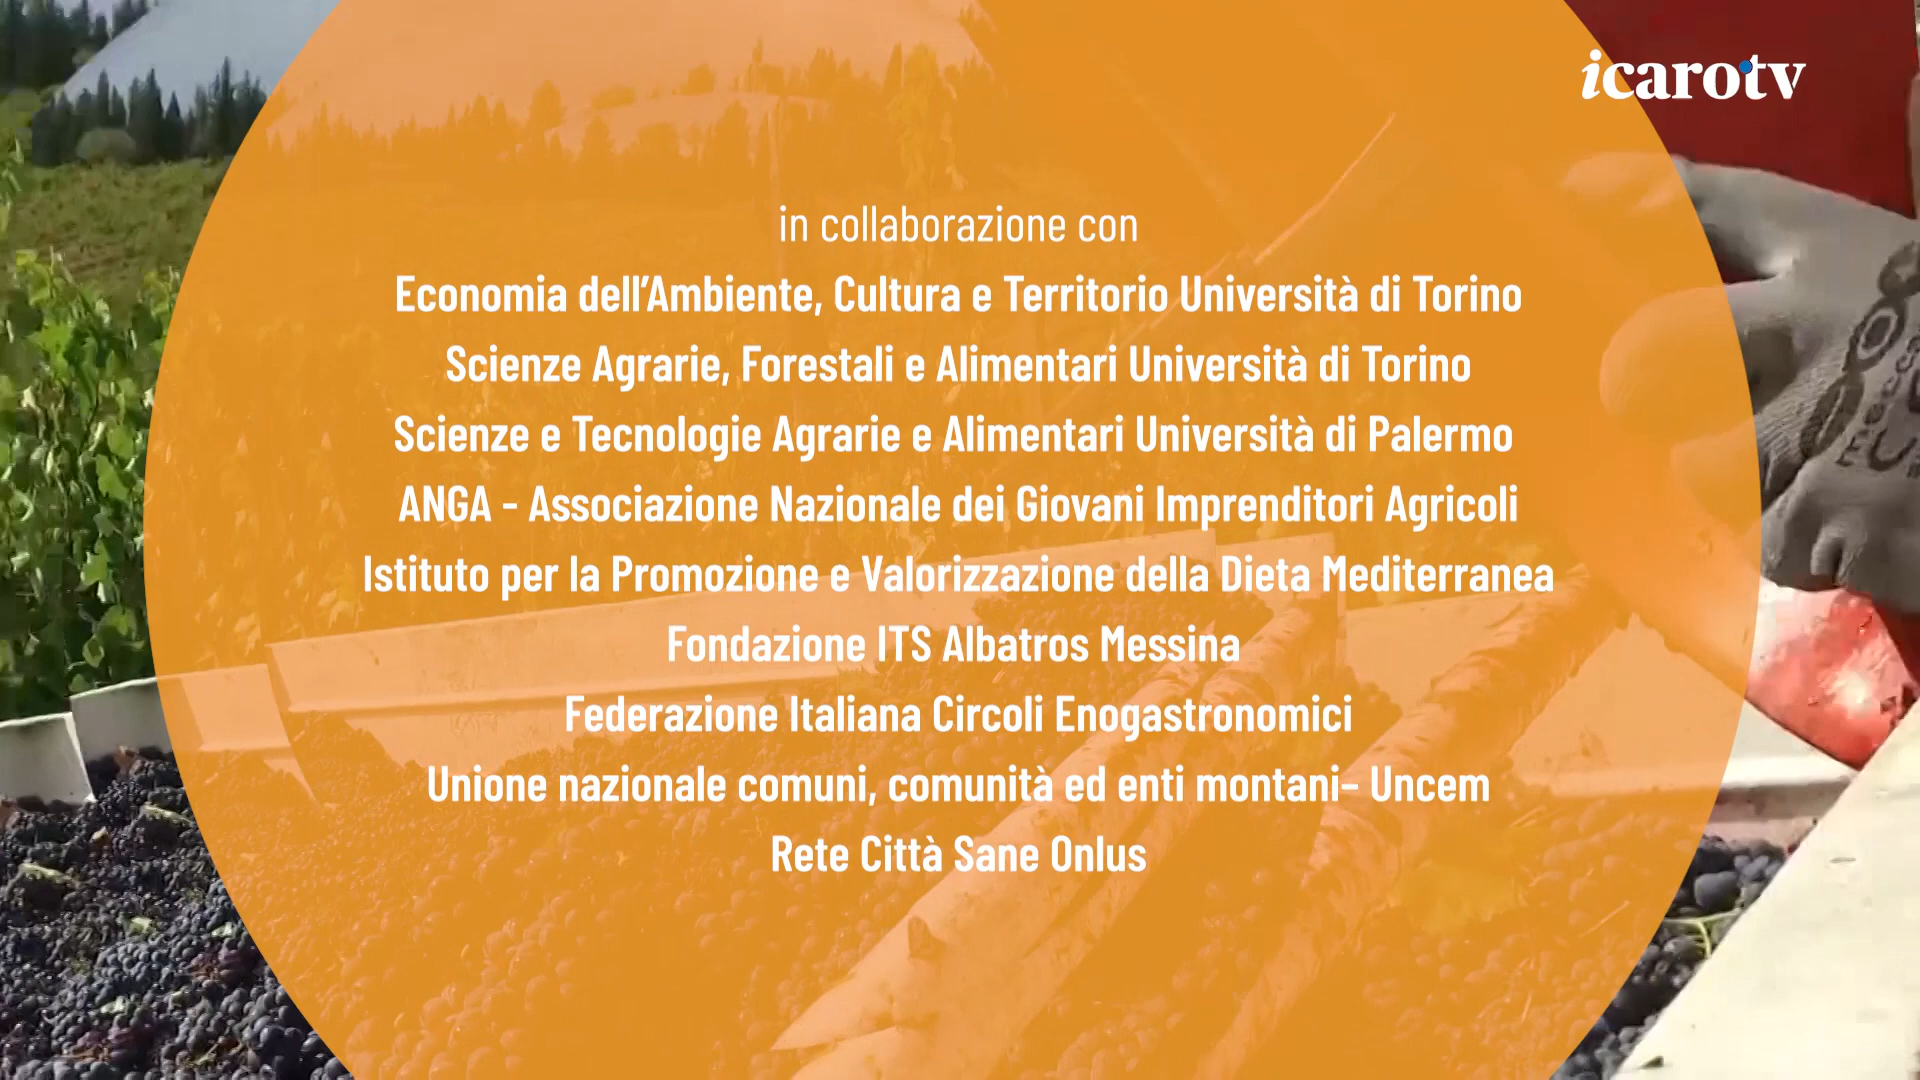 icarotv
in collaborazione con
Economia dell’Ambiente, Cultura e Territorio Università di Torino
Scienze Agrarie, Forestali e Alimentari Università di Torino
Scienze e Tecnologie Agrarie e Alimentari Università di Palermo
ANGA - Associazione Nazionale dei Giovani Imprenditori Agricoli
Istituto per la Promozione e Valorizzazione della Dieta Mediterranea
Fondazione ITS Albatros Messina
Federazione Italiana Circoli Enogastronomici
Unione nazionale comuni, comunità ed enti montani– Uncem
Rete Città Sane Onlus